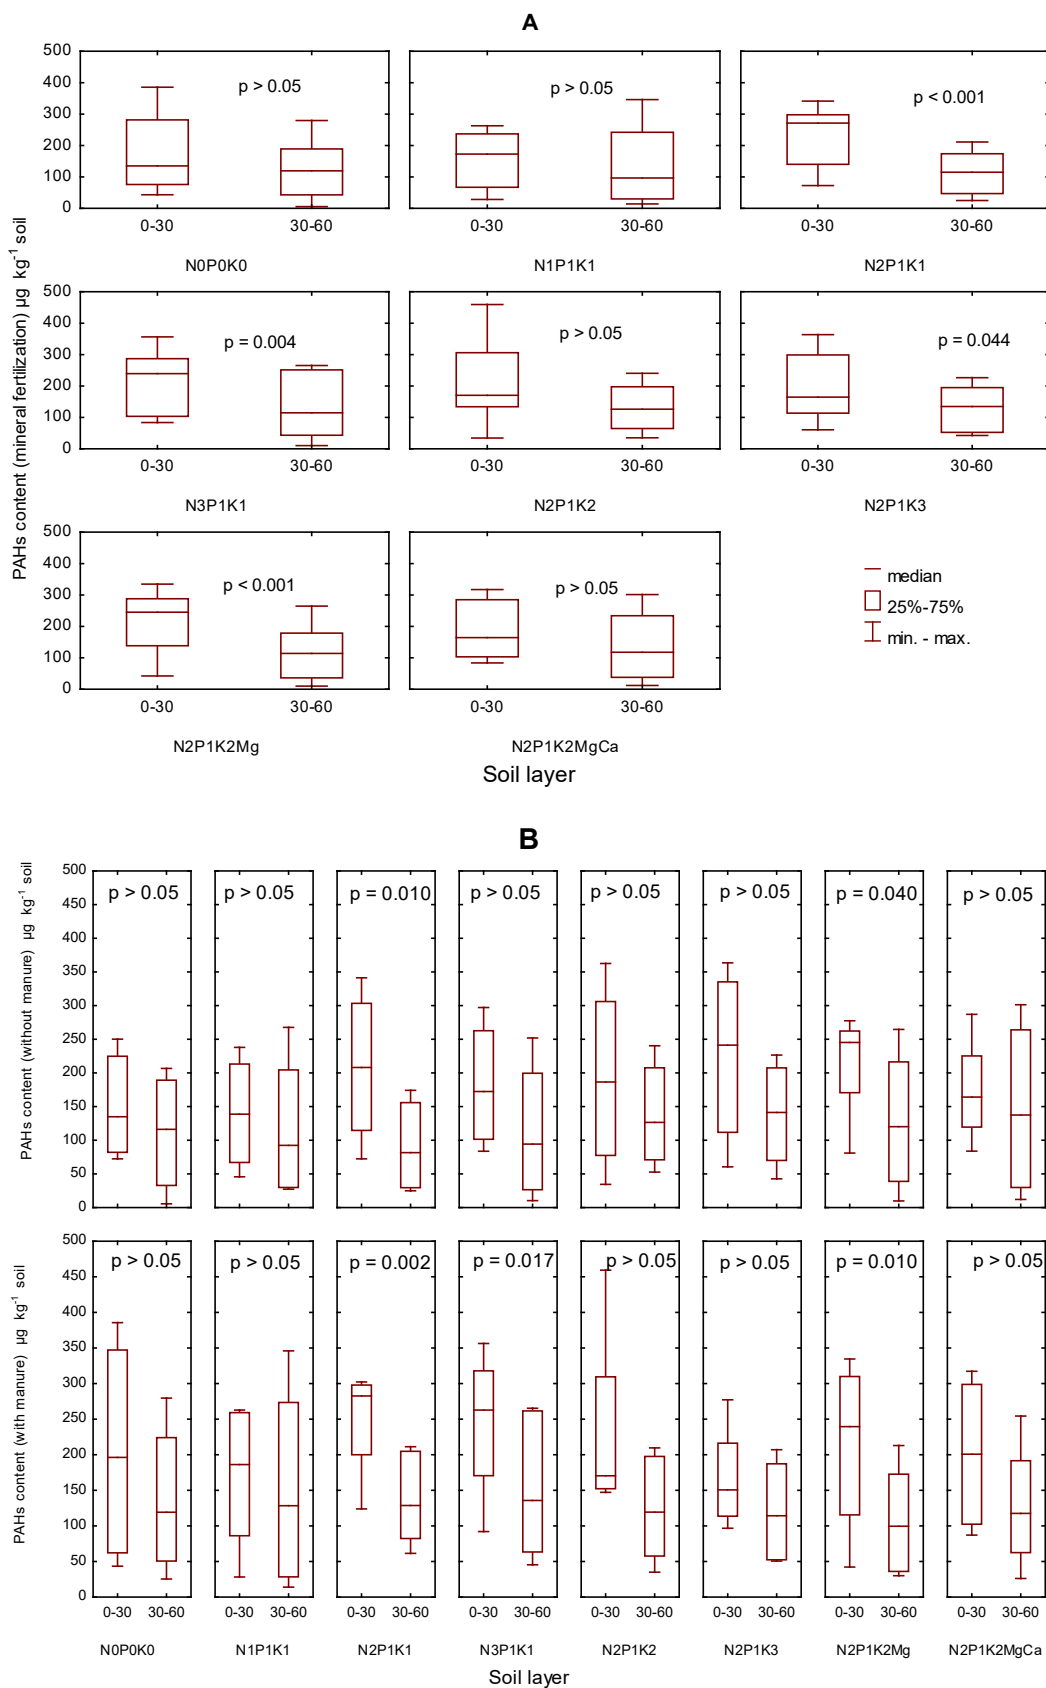 A
PAHs content (mineral fertilization) µg kg⁻¹ soil
500
400
300
200
100
0
p > 0.05
p > 0.05
p < 0.001
0-30
30-60
0-30
30-60
0-30
30-60
N0P0K0
N1P1K1
N2P1K1
500
400
300
200
100
0
p = 0.004
p > 0.05
p = 0.044
0-30
30-60
0-30
30-60
0-30
30-60
N3P1K1
N2P1K2
N2P1K3
500
400
300
200
100
0
p < 0.001
p > 0.05
median
25%-75%
min. - max.
0-30
30-60
0-30
30-60
N2P1K2Mg
N2P1K2MgCa
Soil layer
B
PAHs content (without manure) µg kg⁻¹ soil
500
450
400
350
300
250
200
150
100
50
0
p > 0.05
p > 0.05
p = 0.010
p > 0.05
p > 0.05
p > 0.05
p = 0.040
p > 0.05
PAHs content (with manure) µg kg⁻¹ soil
500
450
400
350
300
250
200
150
100
50
0
p > 0.05
p > 0.05
p = 0.002
p = 0.017
p > 0.05
p > 0.05
p = 0.010
p > 0.05
0-30
30-60
0-30
30-60
0-30
30-60
0-30
30-60
0-30
30-60
0-30
30-60
0-30
30-60
0-30
30-60
N0P0K0
N1P1K1
N2P1K1
N3P1K1
N2P1K2
N2P1K3
N2P1K2Mg
N2P1K2MgCa
Soil layer